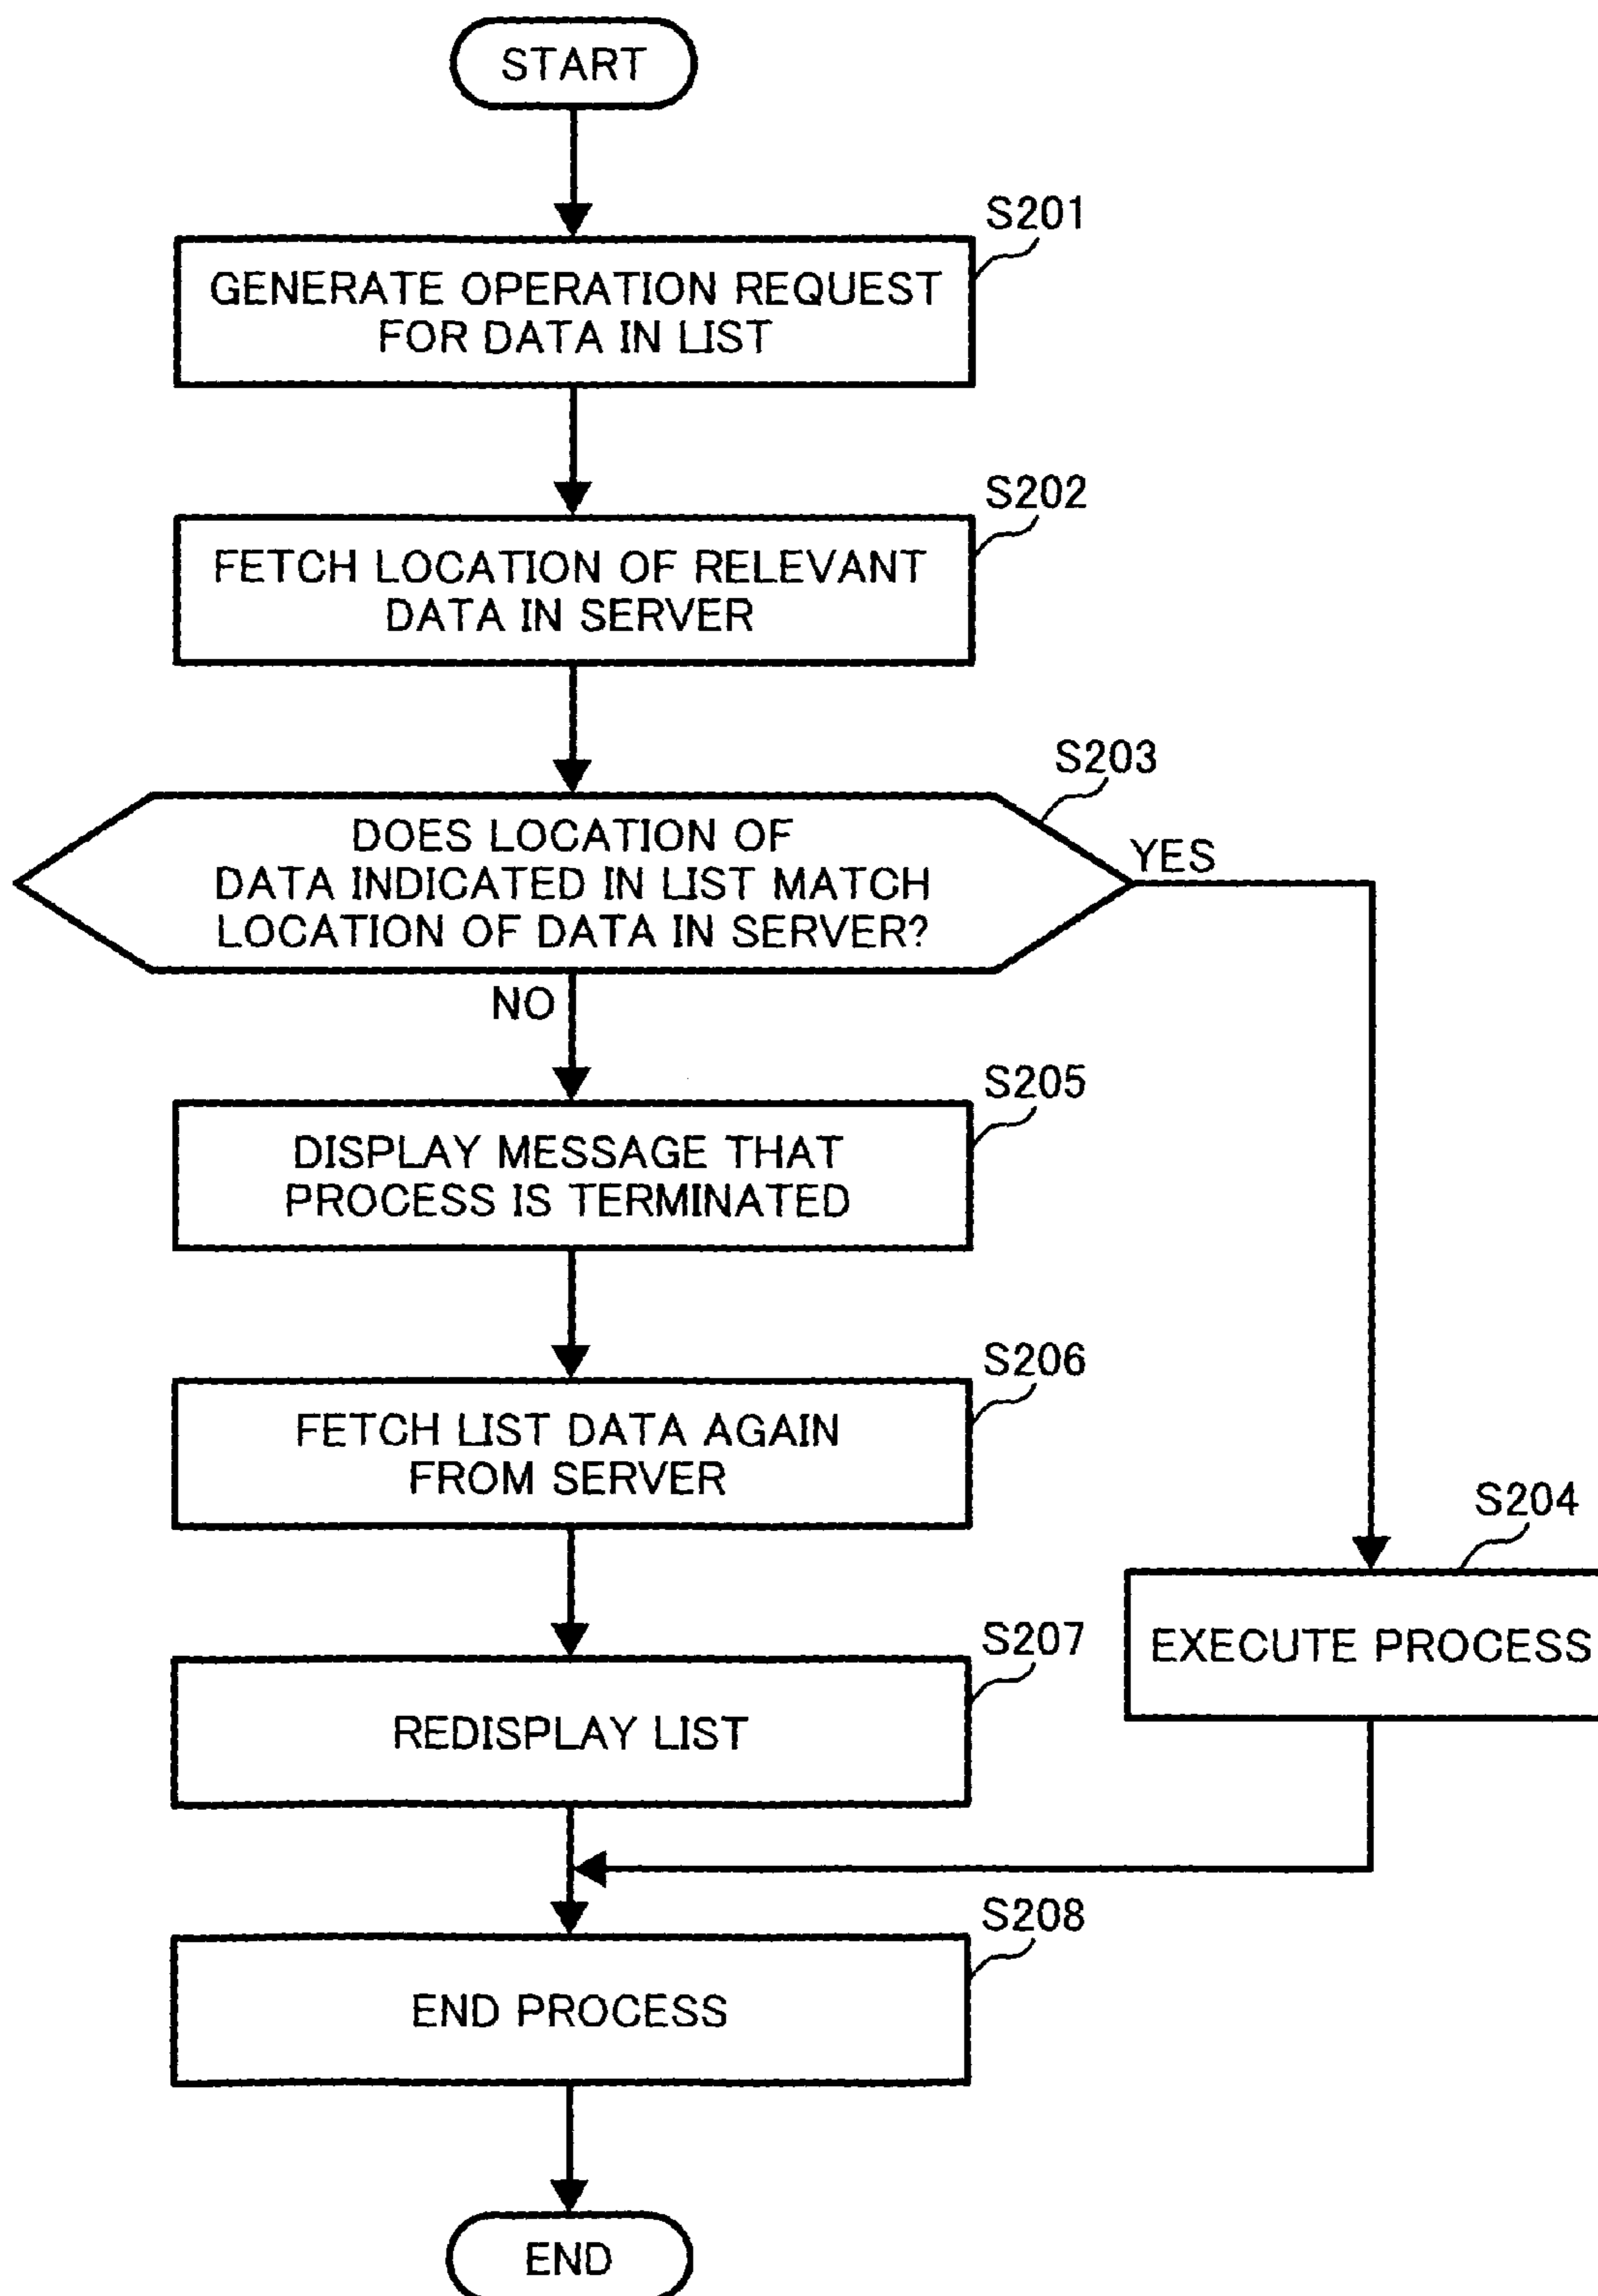 START
S201
GENERATE OPERATION REQUEST
FOR DATA IN LIST
S202
FETCH LOCATION OF RELEVANT
DATA IN SERVER
S203
DOES LOCATION OF
DATA INDICATED IN LIST MATCH
LOCATION OF DATA IN SERVER?
YES
NO
S205
DISPLAY MESSAGE THAT
PROCESS IS TERMINATED
S206
FETCH LIST DATA AGAIN
FROM SERVER
S204
EXECUTE PROCESS
S207
REDISPLAY LIST
S208
END PROCESS
END